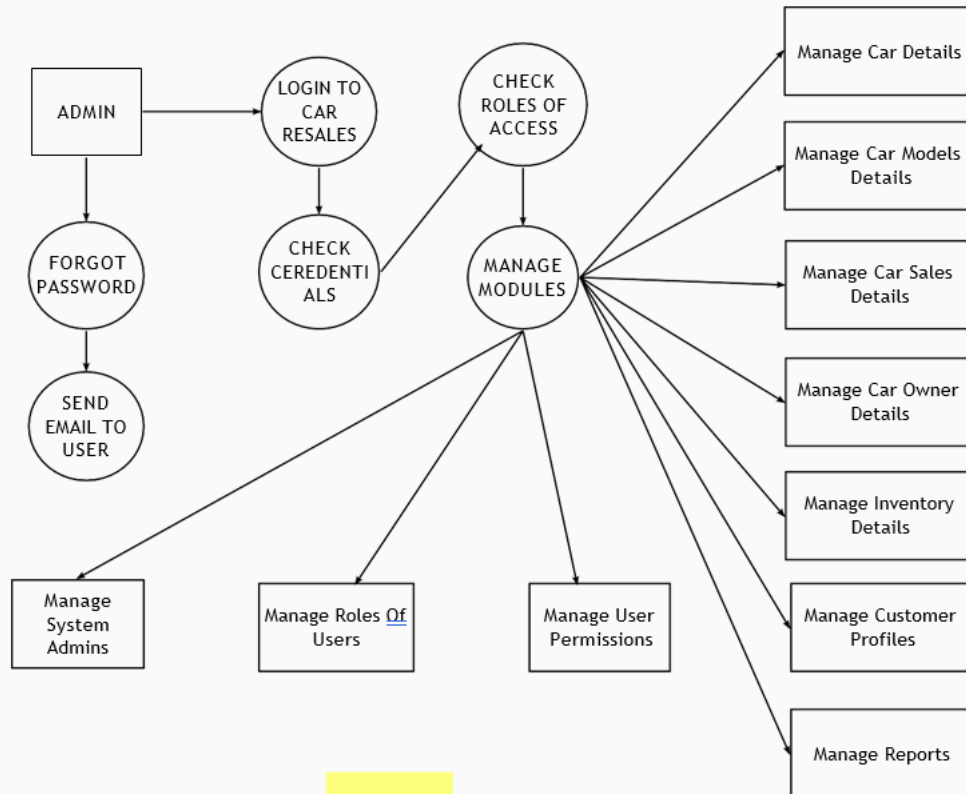 ADMIN
LOGIN TO
CAR
RESALES
CHECK
ROLES OF
ACCESS
FORGOT
PASSWORD
CHECK
CEREDENTI
ALS
MANAGE
MODULES
SEND
EMAIL TO
USER
Manage Car Details
Manage Car Models
Details
Manage Car Sales
Details
Manage Car Owner
Details
Manage Inventory
Details
Manage Customer
Profiles
Manage Reports
Manage
System
Admins
Manage Roles Of
Users
Manage User
Permissions